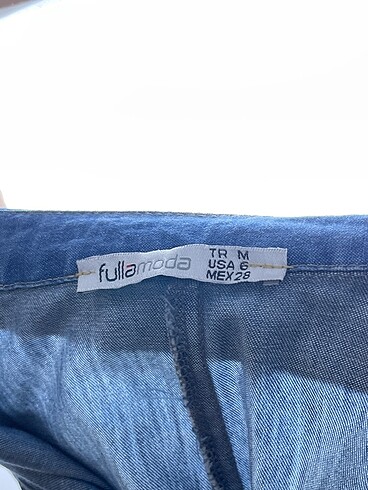 fullamoda
TR M
USA 6
MEX 28